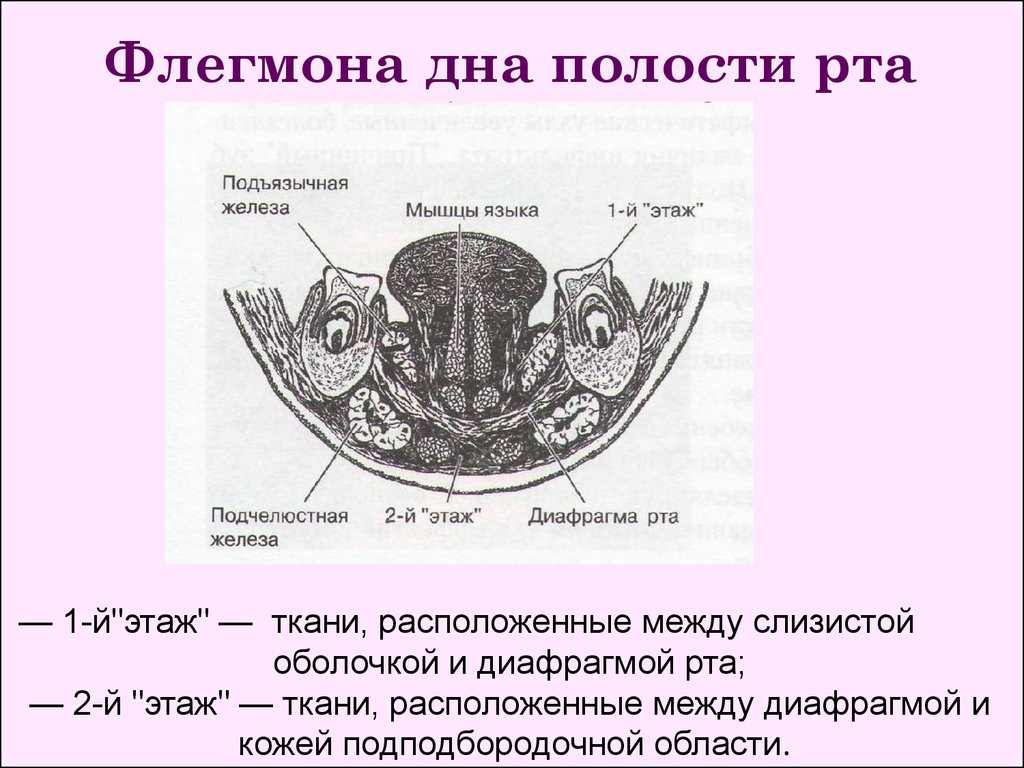 Флегмона дна полости рта
Подъязычная
железа
Мышцы языка
1-й "этаж"
Подчелюстная
железа
2-й "этаж"
Диафрагма рта
— 1-й"этаж" — ткани, расположенные между слизистой
оболочкой и диафрагмой рта;
— 2-й "этаж" — ткани, расположенные между диафрагмой и
кожей подподбородочной области.